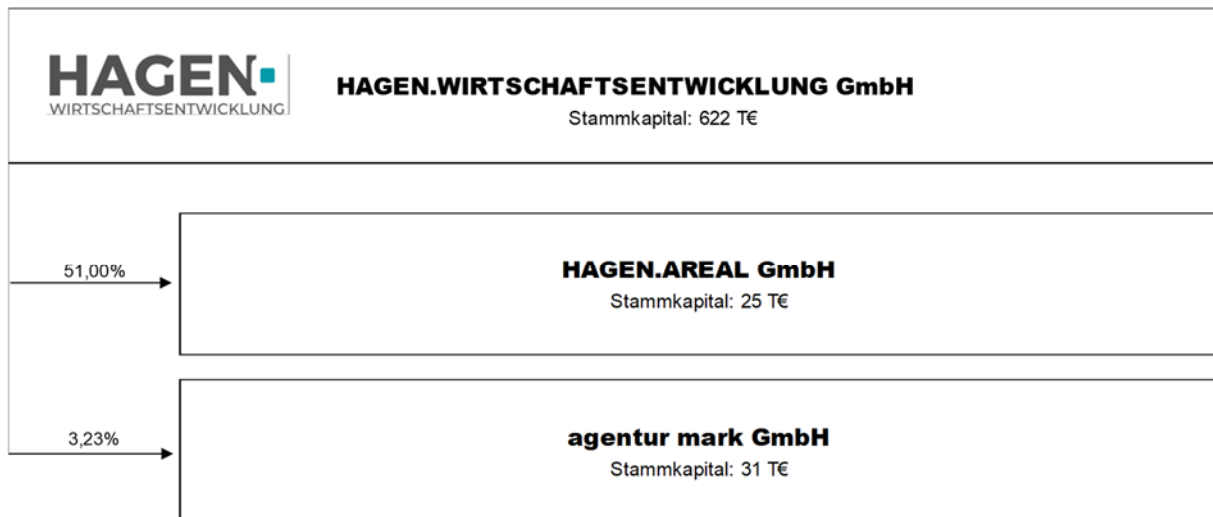 HAGEN
WIRTSCHAFTSENTWICKLUNG
HAGEN.WIRTSCHAFTSENTWICKLUNG GmbH
Stammkapital: 622 T€
51,00%
HAGEN.AREAL GmbH
Stammkapital: 25 T€
3,23%
agentur mark GmbH
Stammkapital: 31 T€